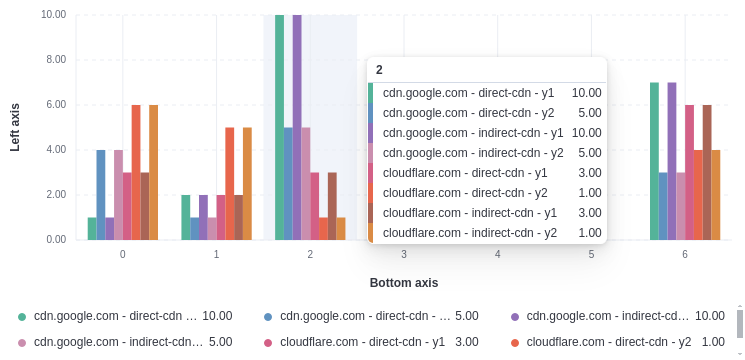 10.00
8.00
6.00
4.00
2.00
0.00
Left axis
2
cdn.google.com - direct-cdn - y1 10.00
cdn.google.com - direct-cdn - y2 5.00
cdn.google.com - indirect-cdn - y1 10.00
cdn.google.com - indirect-cdn - y2 5.00
cloudflare.com - direct-cdn - y1 3.00
cloudflare.com - direct-cdn - y2 1.00
cloudflare.com - indirect-cdn - y1 3.00
cloudflare.com - indirect-cdn - y2 1.00
0 1 2 3 4 5 6
Bottom axis
cdn.google.com - direct-cdn … 10.00 cdn.google.com - direct-cdn - … 5.00 cdn.google.com - indirect-cd… 10.00
cdn.google.com - indirect-cdn… 5.00 cloudflare.com - direct-cdn - y1 3.00 cloudflare.com - direct-cdn - y2 1.00